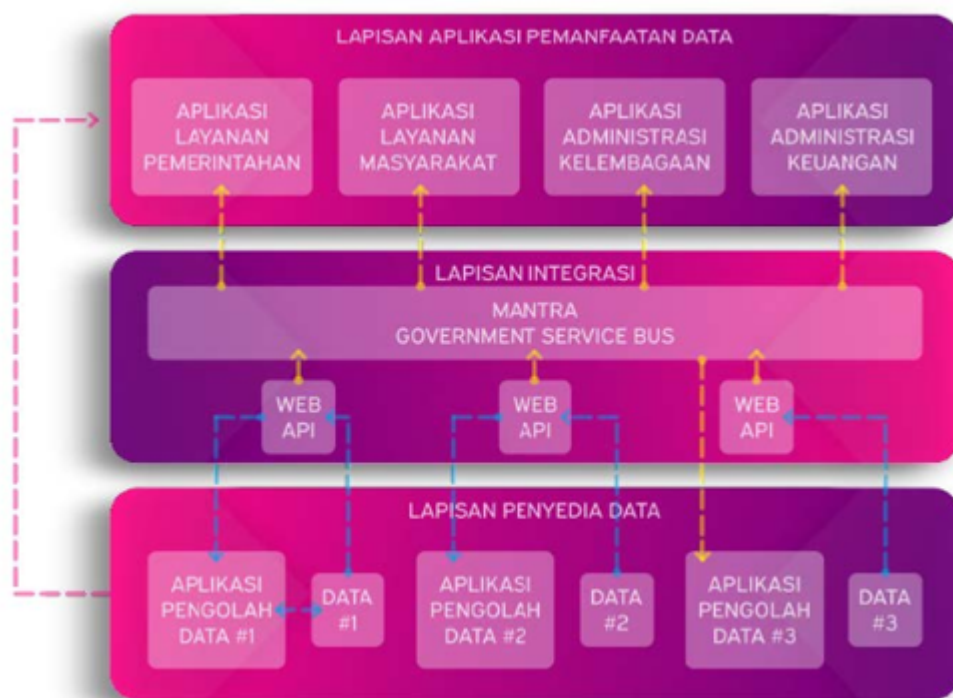 LAPISAN APLIKASI PEMANFAATAN DATA
APLIKASI
LAYANAN
PEMERINTAHAN
APLIKASI
LAYANAN
MASYARAKAT
APLIKASI
ADMINISTRASI
KELEMBAGAAN
APLIKASI
ADMINISTRASI
KEUANGAN
LAPISAN INTEGRASI
MANTRA
GOVERNMENT SERVICE BUS
WEB
API
WEB
API
WEB
API
LAPISAN PENYEDIA DATA
APLIKASI
PENGOLAH
DATA #1
DATA
#1
APLIKASI
PENGOLAH
DATA #2
DATA
#2
APLIKASI
PENGOLAH
DATA #3
DATA
#3